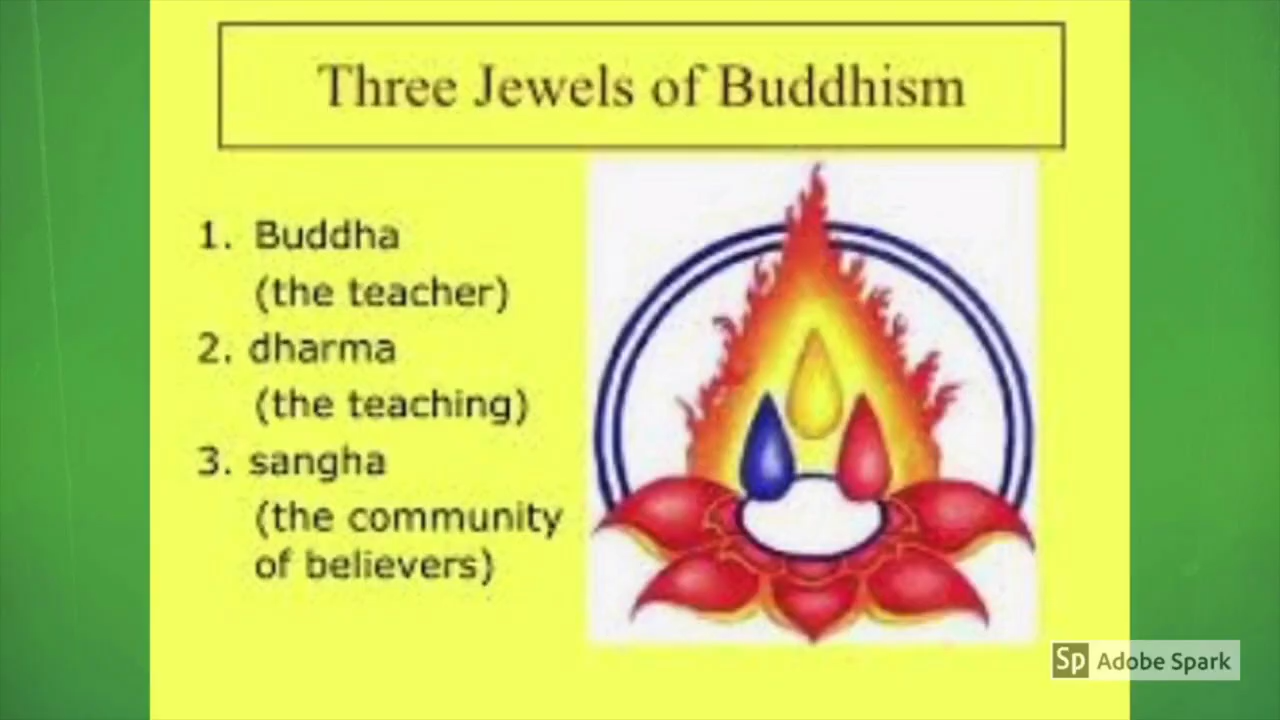 Three Jewels of Buddhism
1. Buddha
(the teacher)
2. dharma
(the teaching)
3. sangha
(the community
of believers)
Sp Adobe Spark